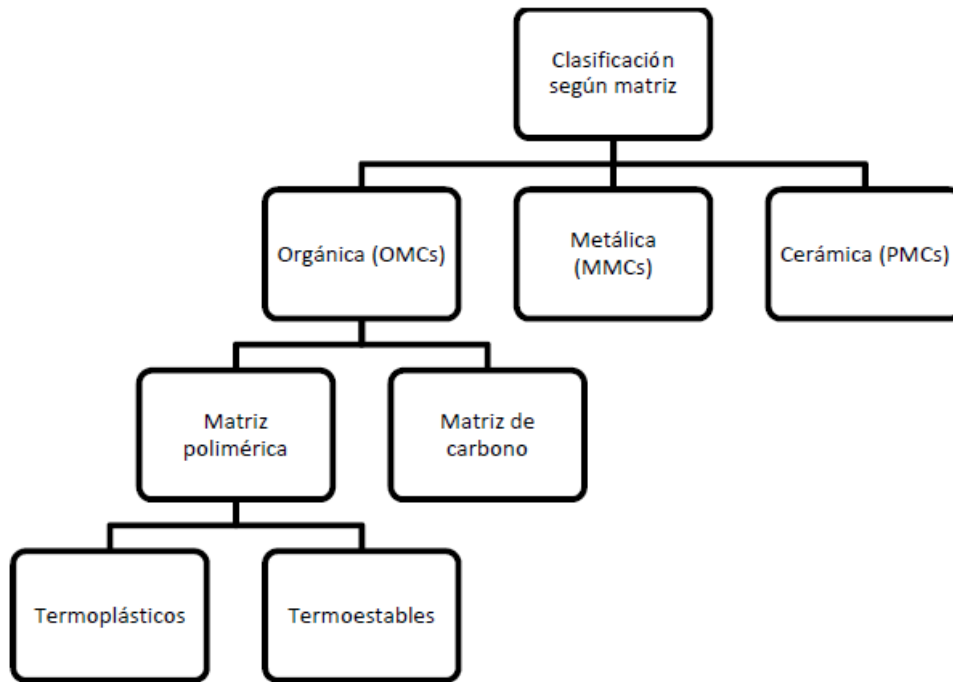 Clasificación
según matriz
Orgánica (OMCs)
Metálica
(MMCs)
Cerámica (PMCs)
Matriz
polimérica
Matriz de
carbono
Termoplásticos
Termoestables